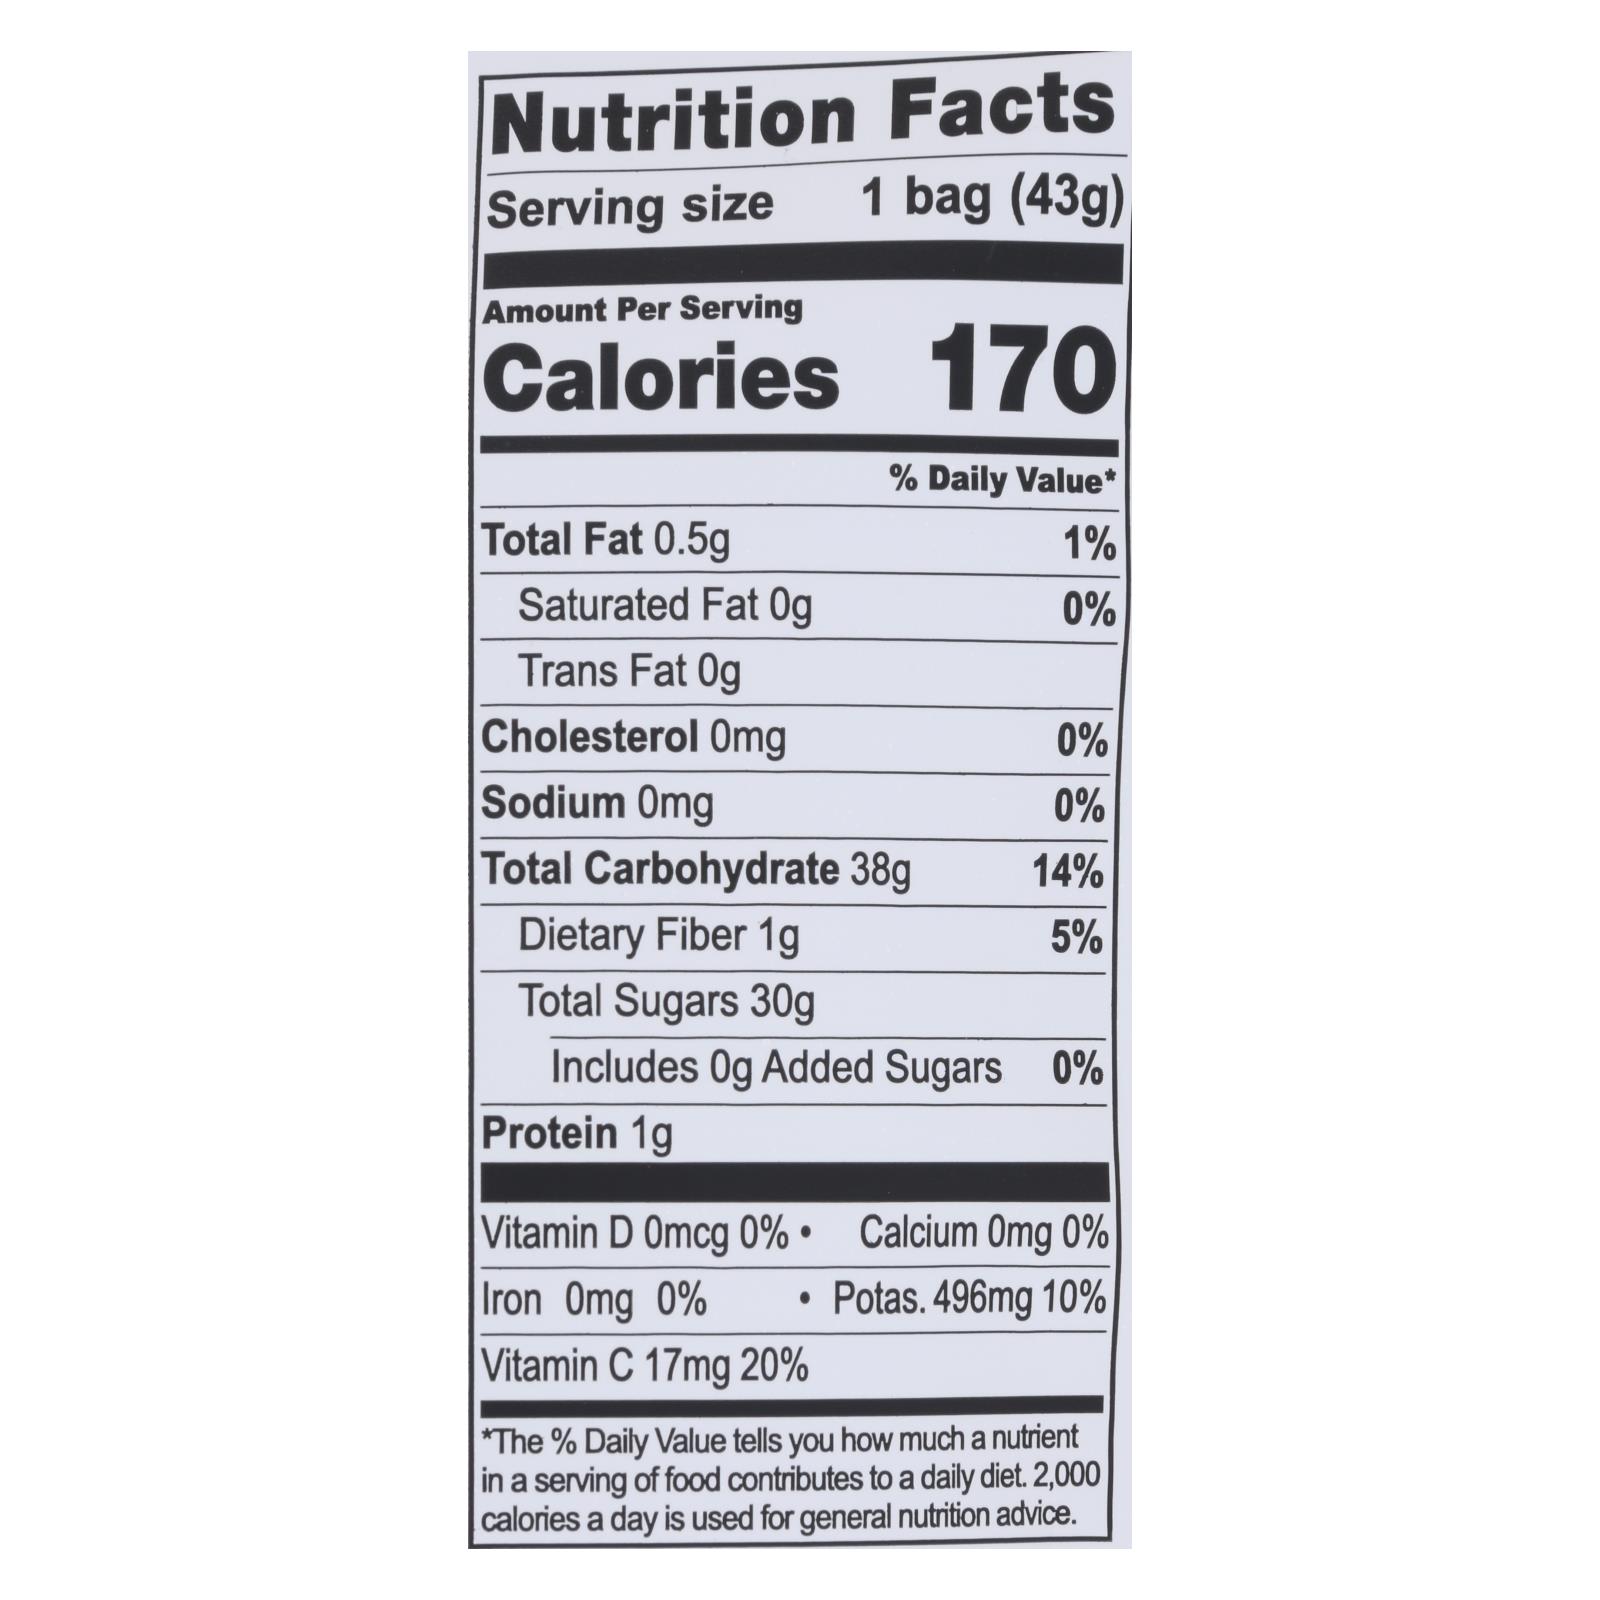 Nutrition Facts
Serving size 1 bag (43g)
Amount Per Serving
Calories 170
% Daily Value*
Total Fat 0.5g 1%
Saturated Fat 0g 0%
Trans Fat 0g
Cholesterol 0mg 0%
Sodium 0mg 0%
Total Carbohydrate 38g 14%
Dietary Fiber 1g 5%
Total Sugars 30g
Includes 0g Added Sugars 0%
Protein 1g
Vitamin D 0mcg 0% • Calcium 0mg 0%
Iron 0mg 0% • Potas. 496mg 10%
Vitamin C 17mg 20%
*The % Daily Value tells you how much a nutrient
in a serving of food contributes to a daily diet. 2,000
calories a day is used for general nutrition advice.